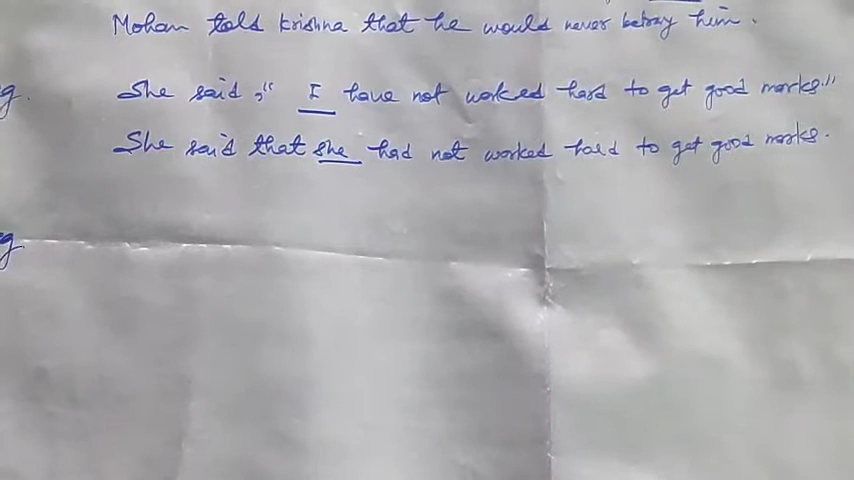 Mohan told Krishna that he would never betray him.
g. She said," I have not worked hard to get good marks."
She said that she had not worked hard to get good marks.
g